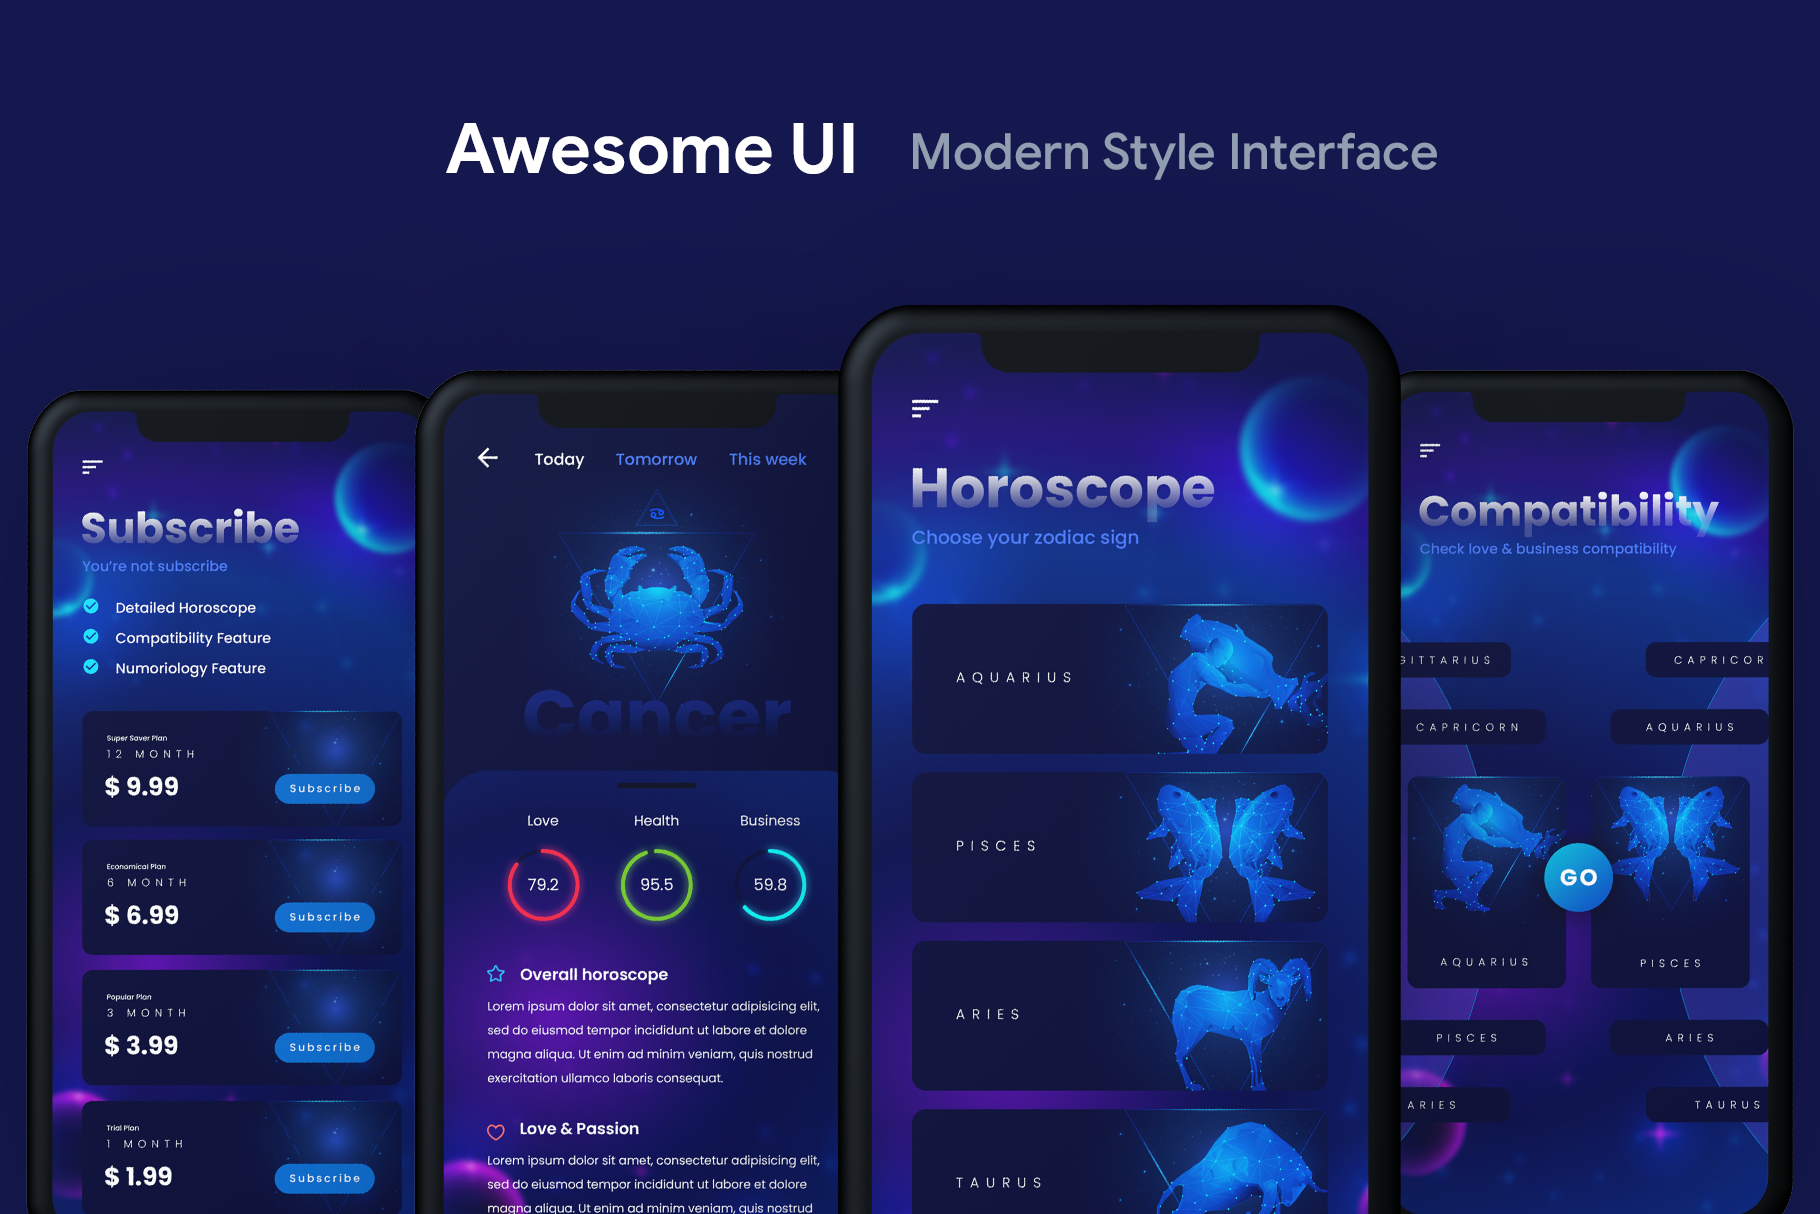 Awesome UI
Modern Style Interface
Subscribe
You're not subscribe
Detailed Horoscope
Compatibility Feature
Numoriology Feature
Super Saver Plan
12 MONTH
$ 9.99
Subscribe
Economical Plan
6 MONTH
$ 6.99
Subscribe
Popular Plan
3 MONTH
$ 3.99
Subscribe
Trial Plan
1 MONTH
$ 1.99
Subscribe
Today Tomorrow This week
Cancer
Love Health Business
79.2 95.5 59.8
Overall horoscope
Lorem ipsum dolor sit amet, consectetur adipisicing elit,
sed do eiusmod tempor incididunt ut labore et dolore
magna aliqua. Ut enim ad minim veniam, quis nostrud
exercitation ullamco laboris consequat.
Love & Passion
Lorem ipsum dolor sit amet, consectetur adipisicing elit,
sed do eiusmod tempor incididunt ut labore et dolore
magna aliqua. Ut enim ad minim veniam, quis nostrud
Horoscope
Choose your zodiac sign
AQUARIUS
PISCES
ARIES
TAURUS
Compatibility
Check love & business compatibility
GITTARIUS CAPRICOR
CAPRICORN AQUARIUS
GO
AQUARIUS PISCES
PISCES ARIES
ARIES TAURUS